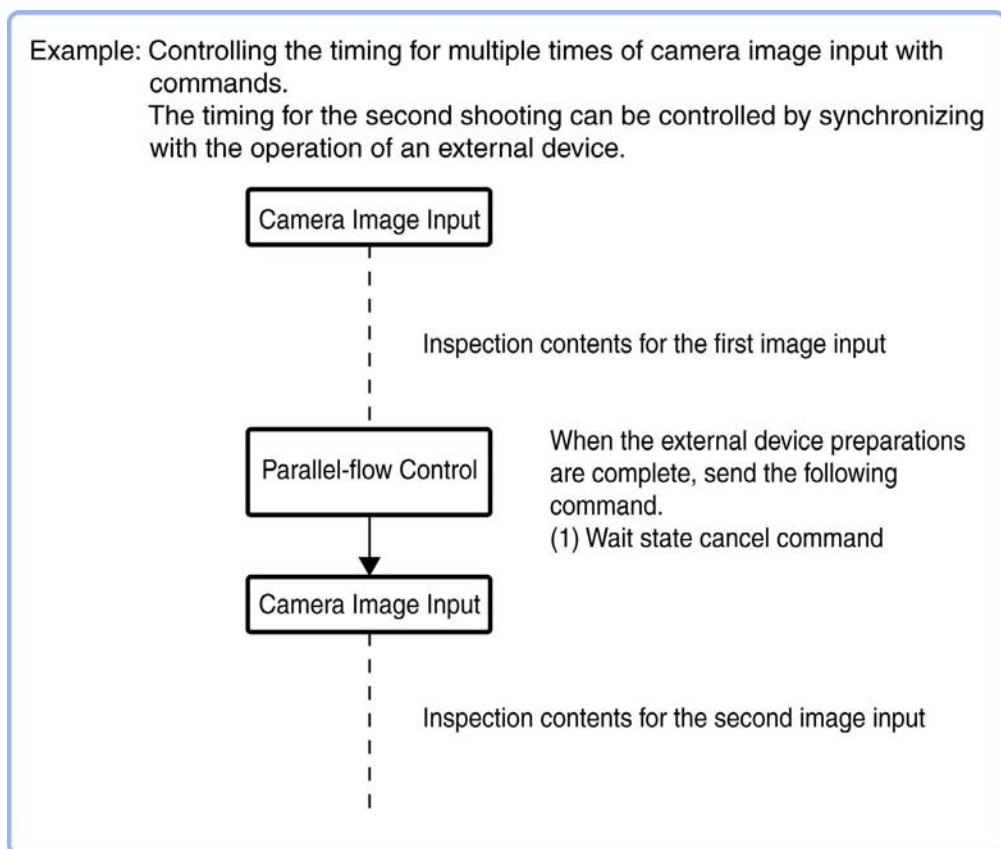 Example: Controlling the timing for multiple times of camera image input with
commands.
The timing for the second shooting can be controlled by synchronizing
with the operation of an external device.
Camera Image Input
Inspection contents for the first image input
Parallel-flow Control
When the external device preparations
are complete, send the following
command.
(1) Wait state cancel command
Camera Image Input
Inspection contents for the second image input